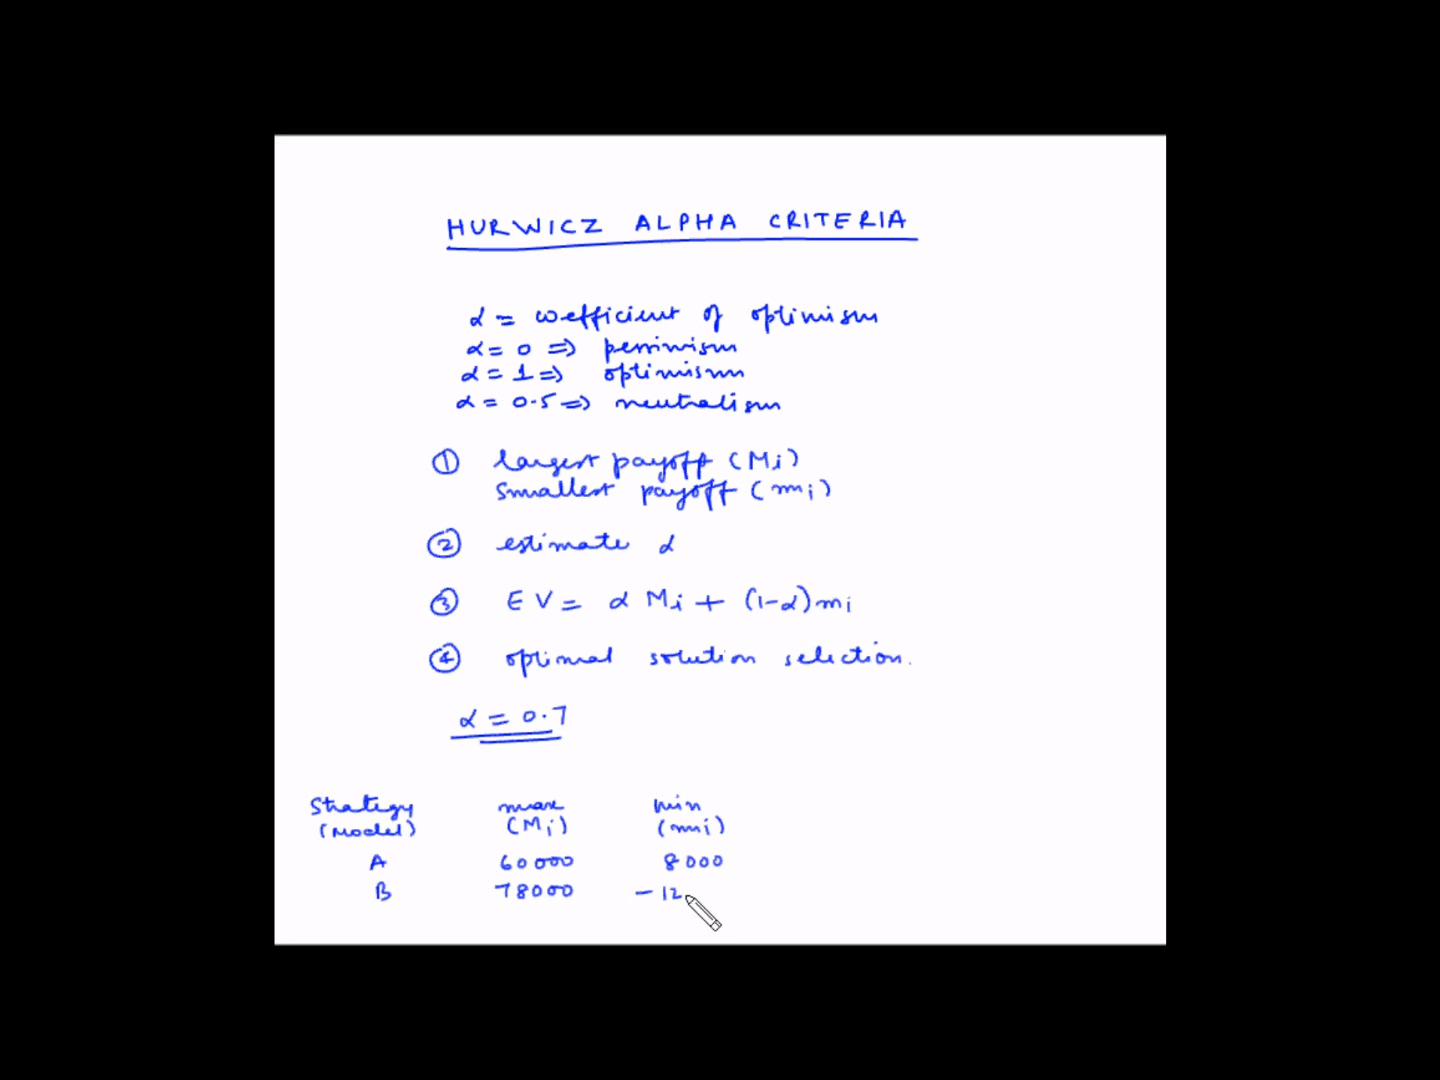 HURWICZ ALPHA CRITERIA
α = coefficient of optimism
α = 0 => pessimism
α = 1 => optimism
α = 0.5 => neutralism
① largest payoff (Mi)
smallest payoff (mi)
② estimate α
③ EV = α Mi + (1-α) mi
④ optimal solution selection.
α = 0.7
Strategy (Model) max (Mi) min (mi)
A 60000 8000
B 78000 -12